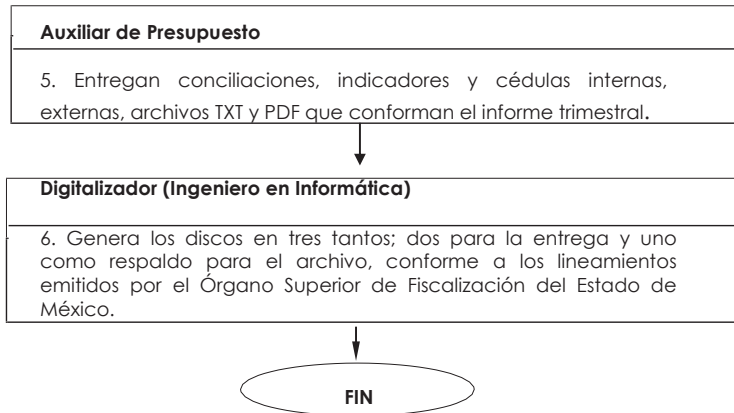 Auxiliar de Presupuesto
5. Entregan conciliaciones, indicadores y cédulas internas,
externas, archivos TXT y PDF que conforman el informe trimestral.
Digitalizador (Ingeniero en Informática)
6. Genera los discos en tres tantos; dos para la entrega y uno
como respaldo para el archivo, conforme a los lineamientos
emitidos por el Órgano Superior de Fiscalización del Estado de
México.
FIN